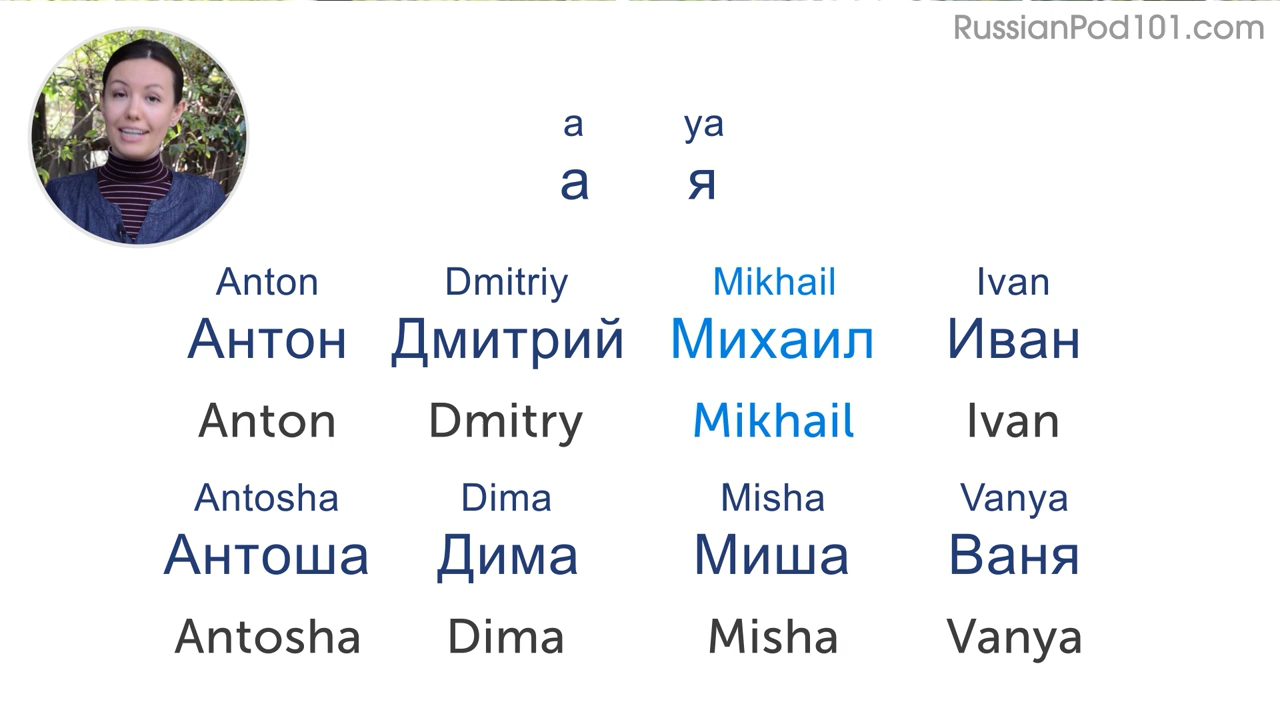 RussianPod101.com
a ya
а я
Anton Dmitriy Mikhail Ivan
Антон Дмитрий Михаил Иван
Anton Dmitry Mikhail Ivan
Antosha Dima Misha Vanya
Антоша Дима Миша Ваня
Antosha Dima Misha Vanya